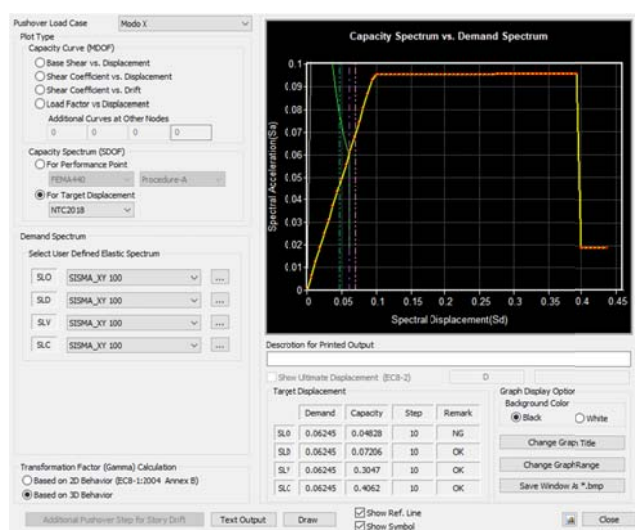 Pushover Load Case Modo X
Plot Type
Capacity Curve (MDOF)
Base Shear vs. Displacement
Shear Coefficient vs. Displacement
Shear Coefficient vs. Drift
Load Factor vs Displacement
Additional Curves at Other Nodes
0 0 0 0
Capacity Spectrum (SDOF)
For Performance Point
FEMA440 Procedure-A
For Target Displacement
NTC2018
Demand Spectrum
Select User Defined Elastic Spectrum
SLO SISMA_XY 100 ...
SLD SISMA_XY 100 ...
SLV SISMA_XY 100 ...
SLC SISMA_XY 100 ...
Transformation Factor (Gamma) Calculation
Based on 2D Behavior (EC8-1:2004 Annex B)
Based on 3D Behavior
Additional Pushover Step for Story Drift Text Output Draw
Capacity Spectrum vs. Demand Spectrum
Spectral Acceleration(Sa)
0.1
0.09
0.08
0.07
0.06
0.05
0.04
0.03
0.02
0.01
0
0 0.05 0.1 0.15 0.2 0.25 0.3 0.35 0.4 0.45
Spectral Displacement(Sd)
Descrotion for Printed Output
Show Ultimate Displacement (EC8-2) D
Target Displacement
Demand Capacity Step Remark
SLO 0.06245 0.04828 10 NG
SLD 0.06245 0.07206 10 OK
SLV 0.06245 0.3047 10 OK
SLC 0.06245 0.4062 10 OK
Graph Display Optior
Background Color
Black White
Change Graph Title
Change GraphRange
Save Window As *.bmp
Show Ref. Line
Show Symbol
Close